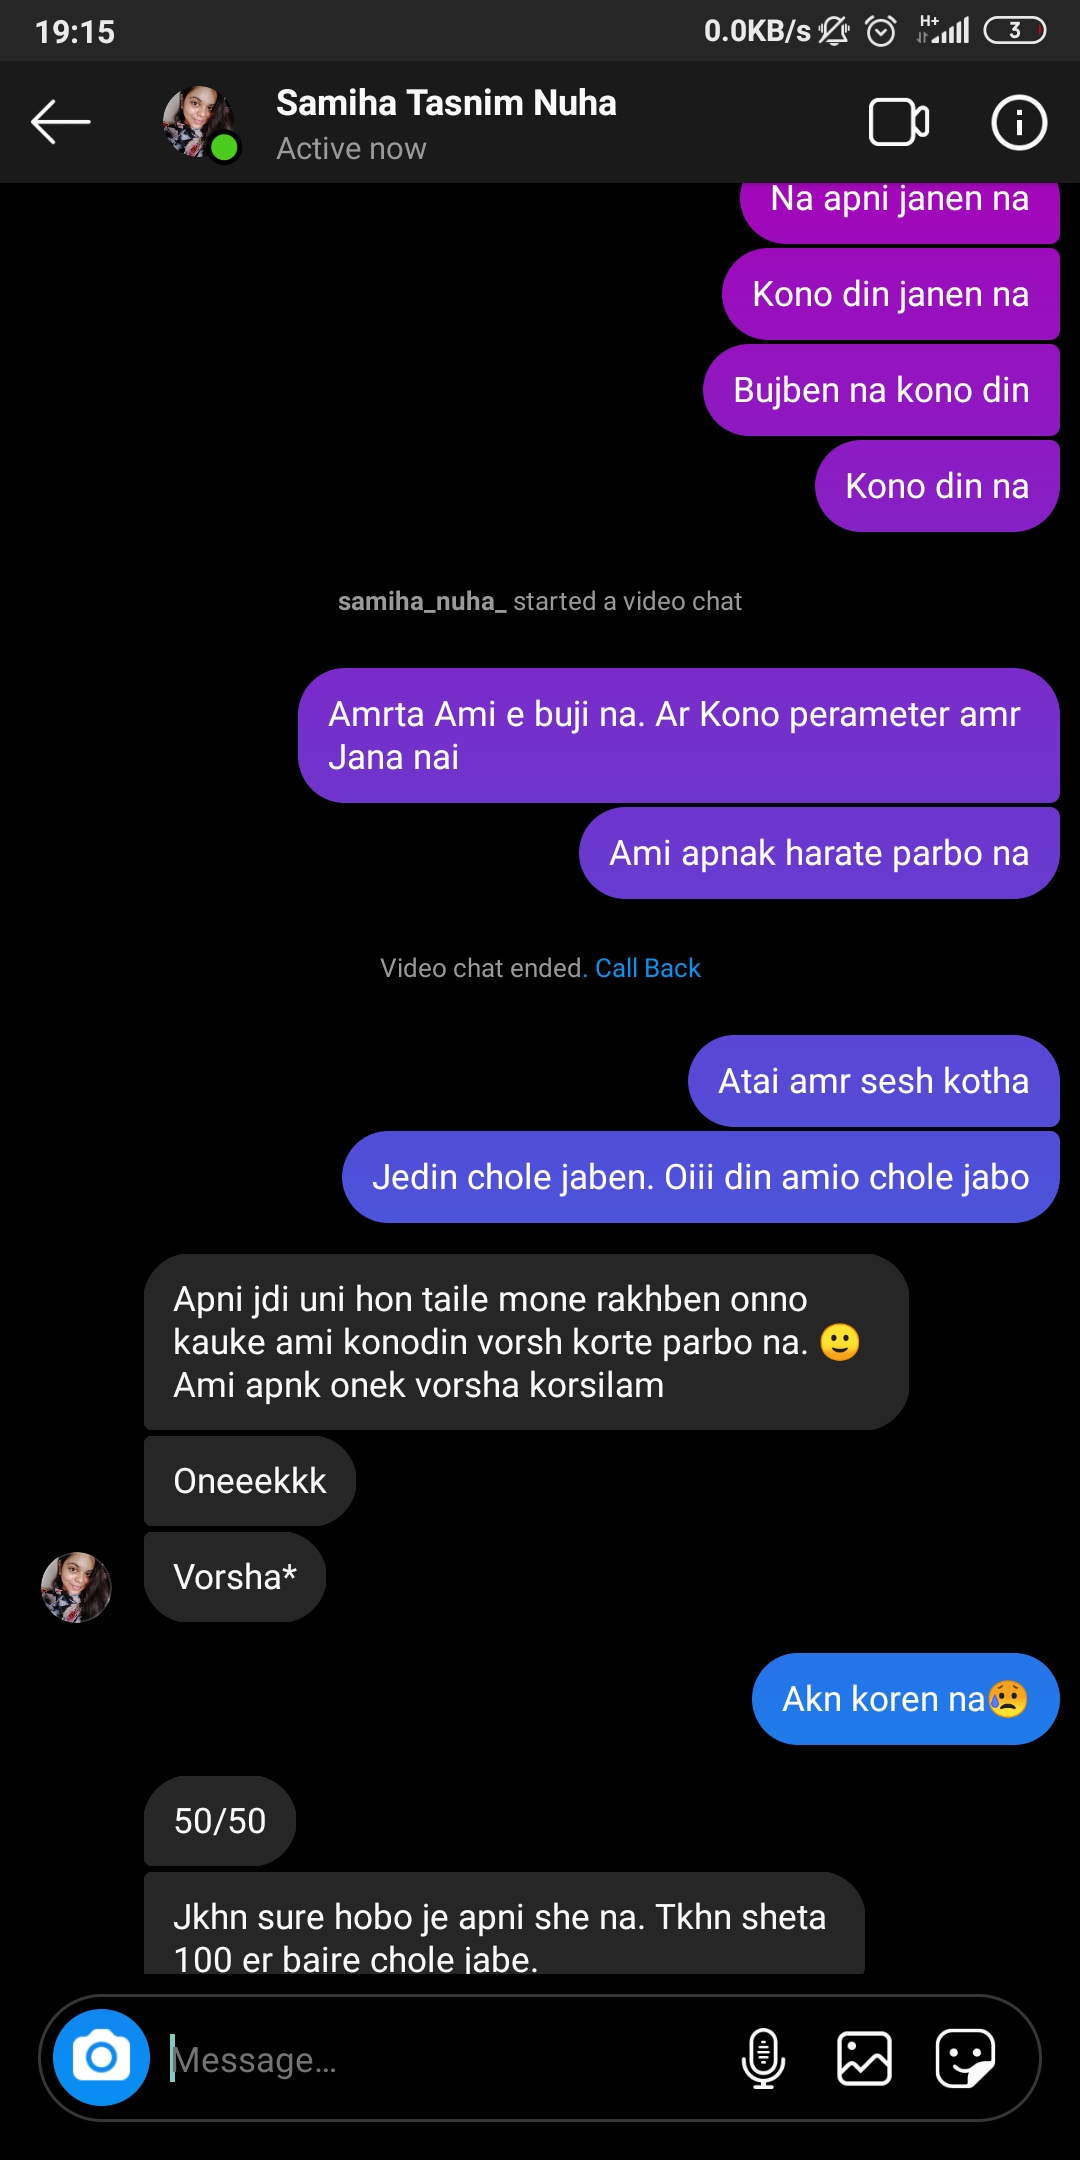 19:15
0.0KB/s H+ 3
Samiha Tasnim Nuha
Active now
Na apni janen na
Kono din janen na
Bujben na kono din
Kono din na
samiha_nuha_ started a video chat
Amrta Ami e buji na. Ar Kono perameter amr
Jana nai
Ami apnak harate parbo na
Video chat ended. Call Back
Atai amr sesh kotha
Jedin chole jaben. Oiii din amio chole jabo
Apni jdi uni hon taile mone rakhben onno
kauke ami konodin vorsh korte parbo na. 🙂
Ami apnk onek vorsha korsilam
Oneeekkk
Vorsha*
Akn koren na😥
50/50
Jkhn sure hobo je apni she na. Tkhn sheta
100 er baire chole jabe.
Message...